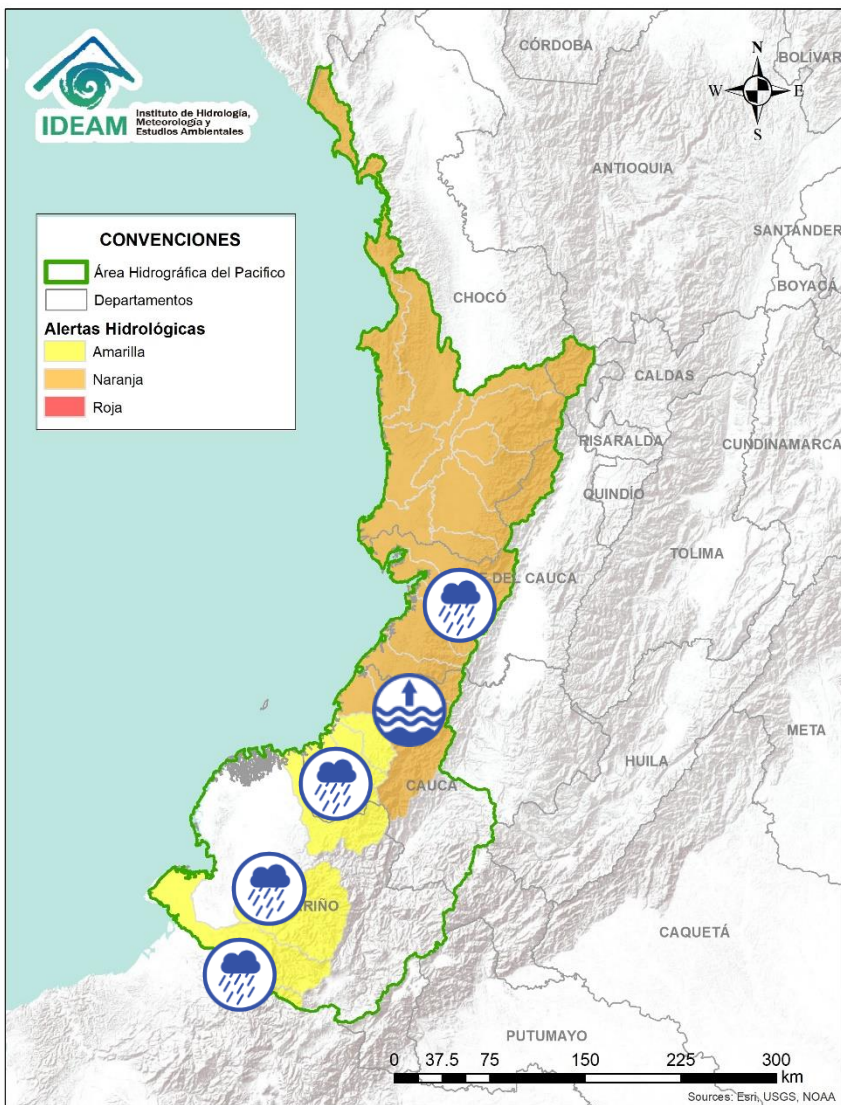 IDEAM
Instituto de Hidrología,
Meteorología y
Estudios Ambientales
CÓRDOBA
BOLÍVAR
N
W
E
S
ANTIOQUIA
SANTANDER
BOYACÁ
CONVENCIONES
Área Hidrográfica del Pacifico
Departamentos
Alertas Hidrológicas
Amarilla
Naranja
Roja
CHOCÓ
CALDAS
RISARALDA
CUNDINAMARCA
QUINDÍO
TOLIMA
DEL CAUCA
META
HUILA
CAUCA
RIÑO
CAQUETÁ
PUTUMAYO
0 37.5 75 150 225 300
km
Sources: Esri, USGS, NOAA